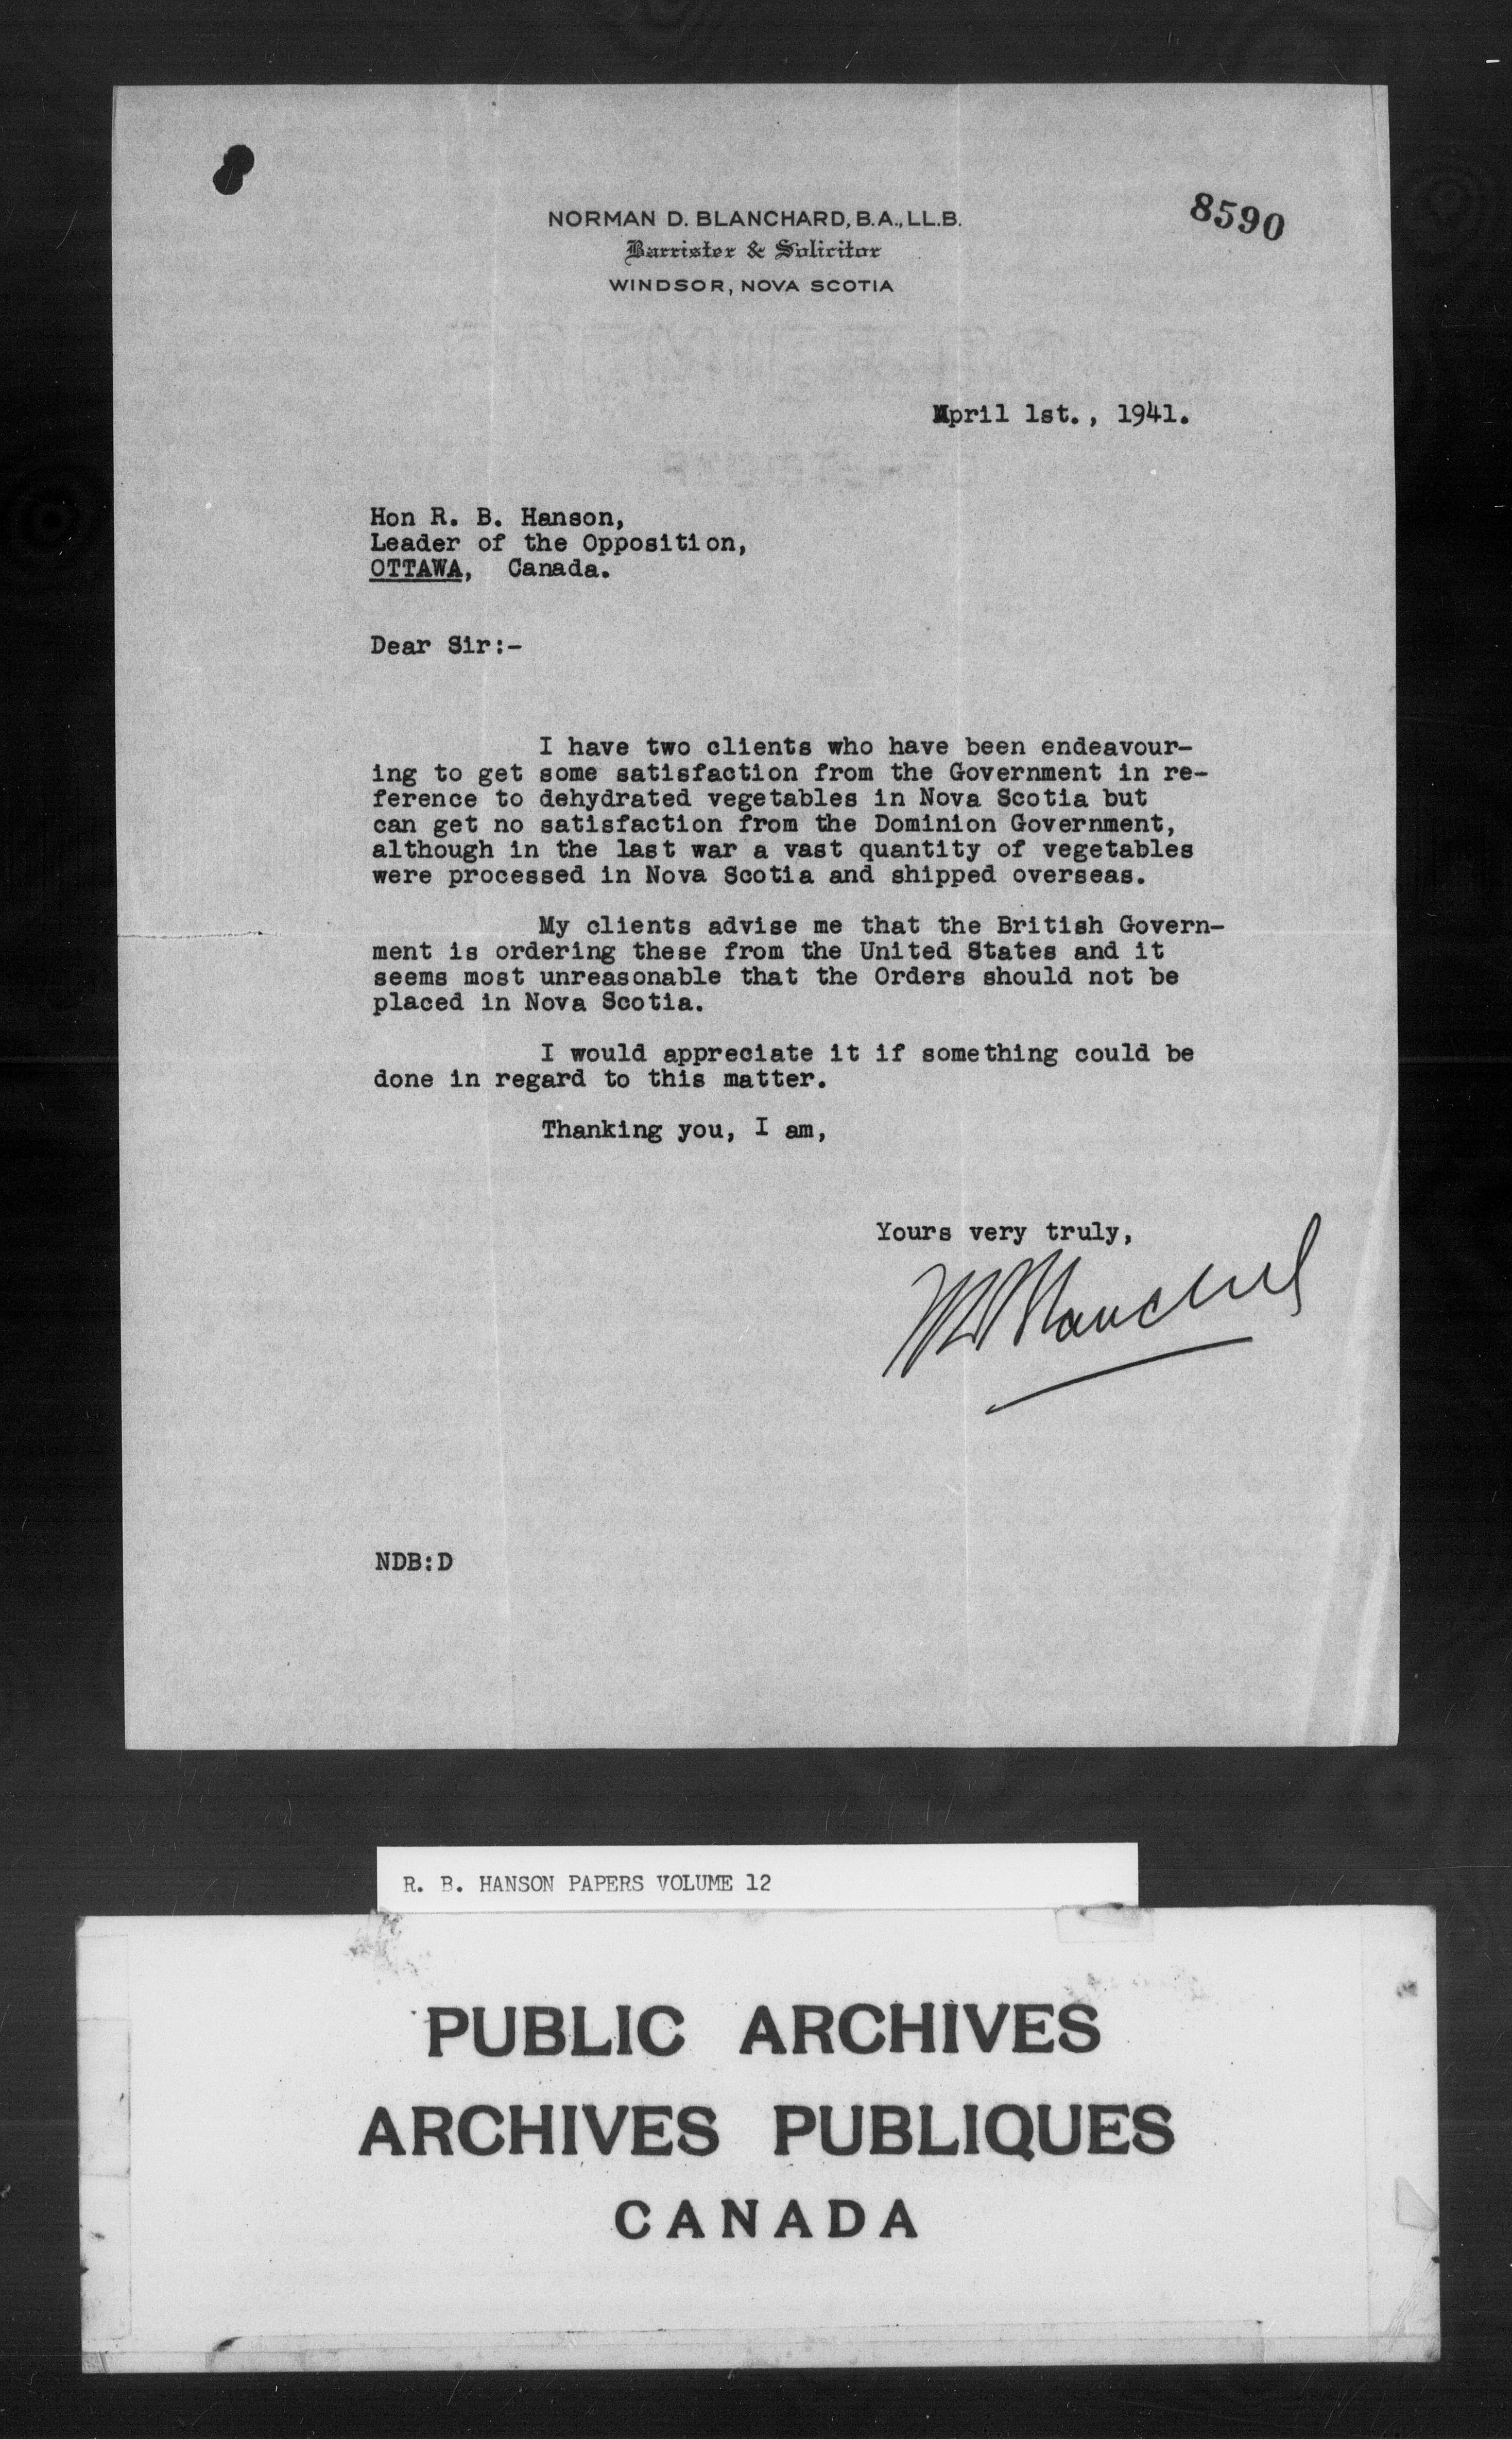 8590
NORMAN D. BLANCHARD, B.A., LL.B.
Barrister & Solicitor
WINDSOR, NOVA SCOTIA
April 1st., 1941.
Hon R. B. Hanson,
Leader of the Opposition,
OTTAWA, Canada.
Dear Sir:-
I have two clients who have been endeavour-
ing to get some satisfaction from the Government in re-
ference to dehydrated vegetables in Nova Scotia but
can get no satisfaction from the Dominion Government,
although in the last war a vast quantity of vegetables
were processed in Nova Scotia and shipped overseas.
My clients advise me that the British Govern-
ment is ordering these from the United States and it
seems most unreasonable that the Orders should not be
placed in Nova Scotia.
I would appreciate it if something could be
done in regard to this matter.
Thanking you, I am,
Yours very truly,
NDBlanchard
NDB:D
R. B. HANSON PAPERS VOLUME 12
PUBLIC ARCHIVES
ARCHIVES PUBLIQUES
CANADA